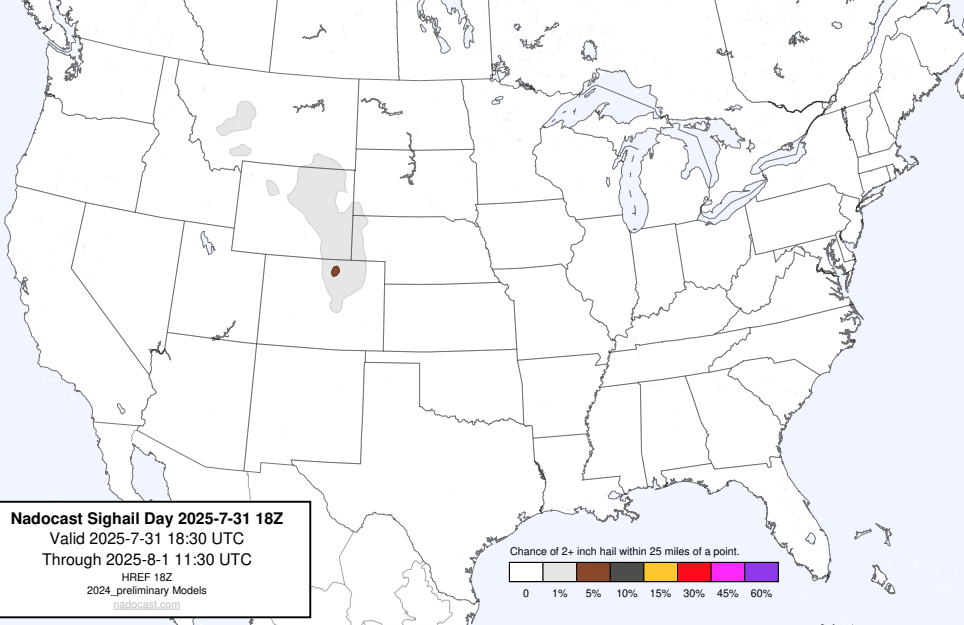 Nadocast Sighail Day 2025-7-31 18Z
Valid 2025-7-31 18:30 UTC
Through 2025-8-1 11:30 UTC
HREF 18Z
2024_preliminary Models
nadocast.com
Chance of 2+ inch hail within 25 miles of a point.
0 1% 5% 10% 15% 30% 45% 60%